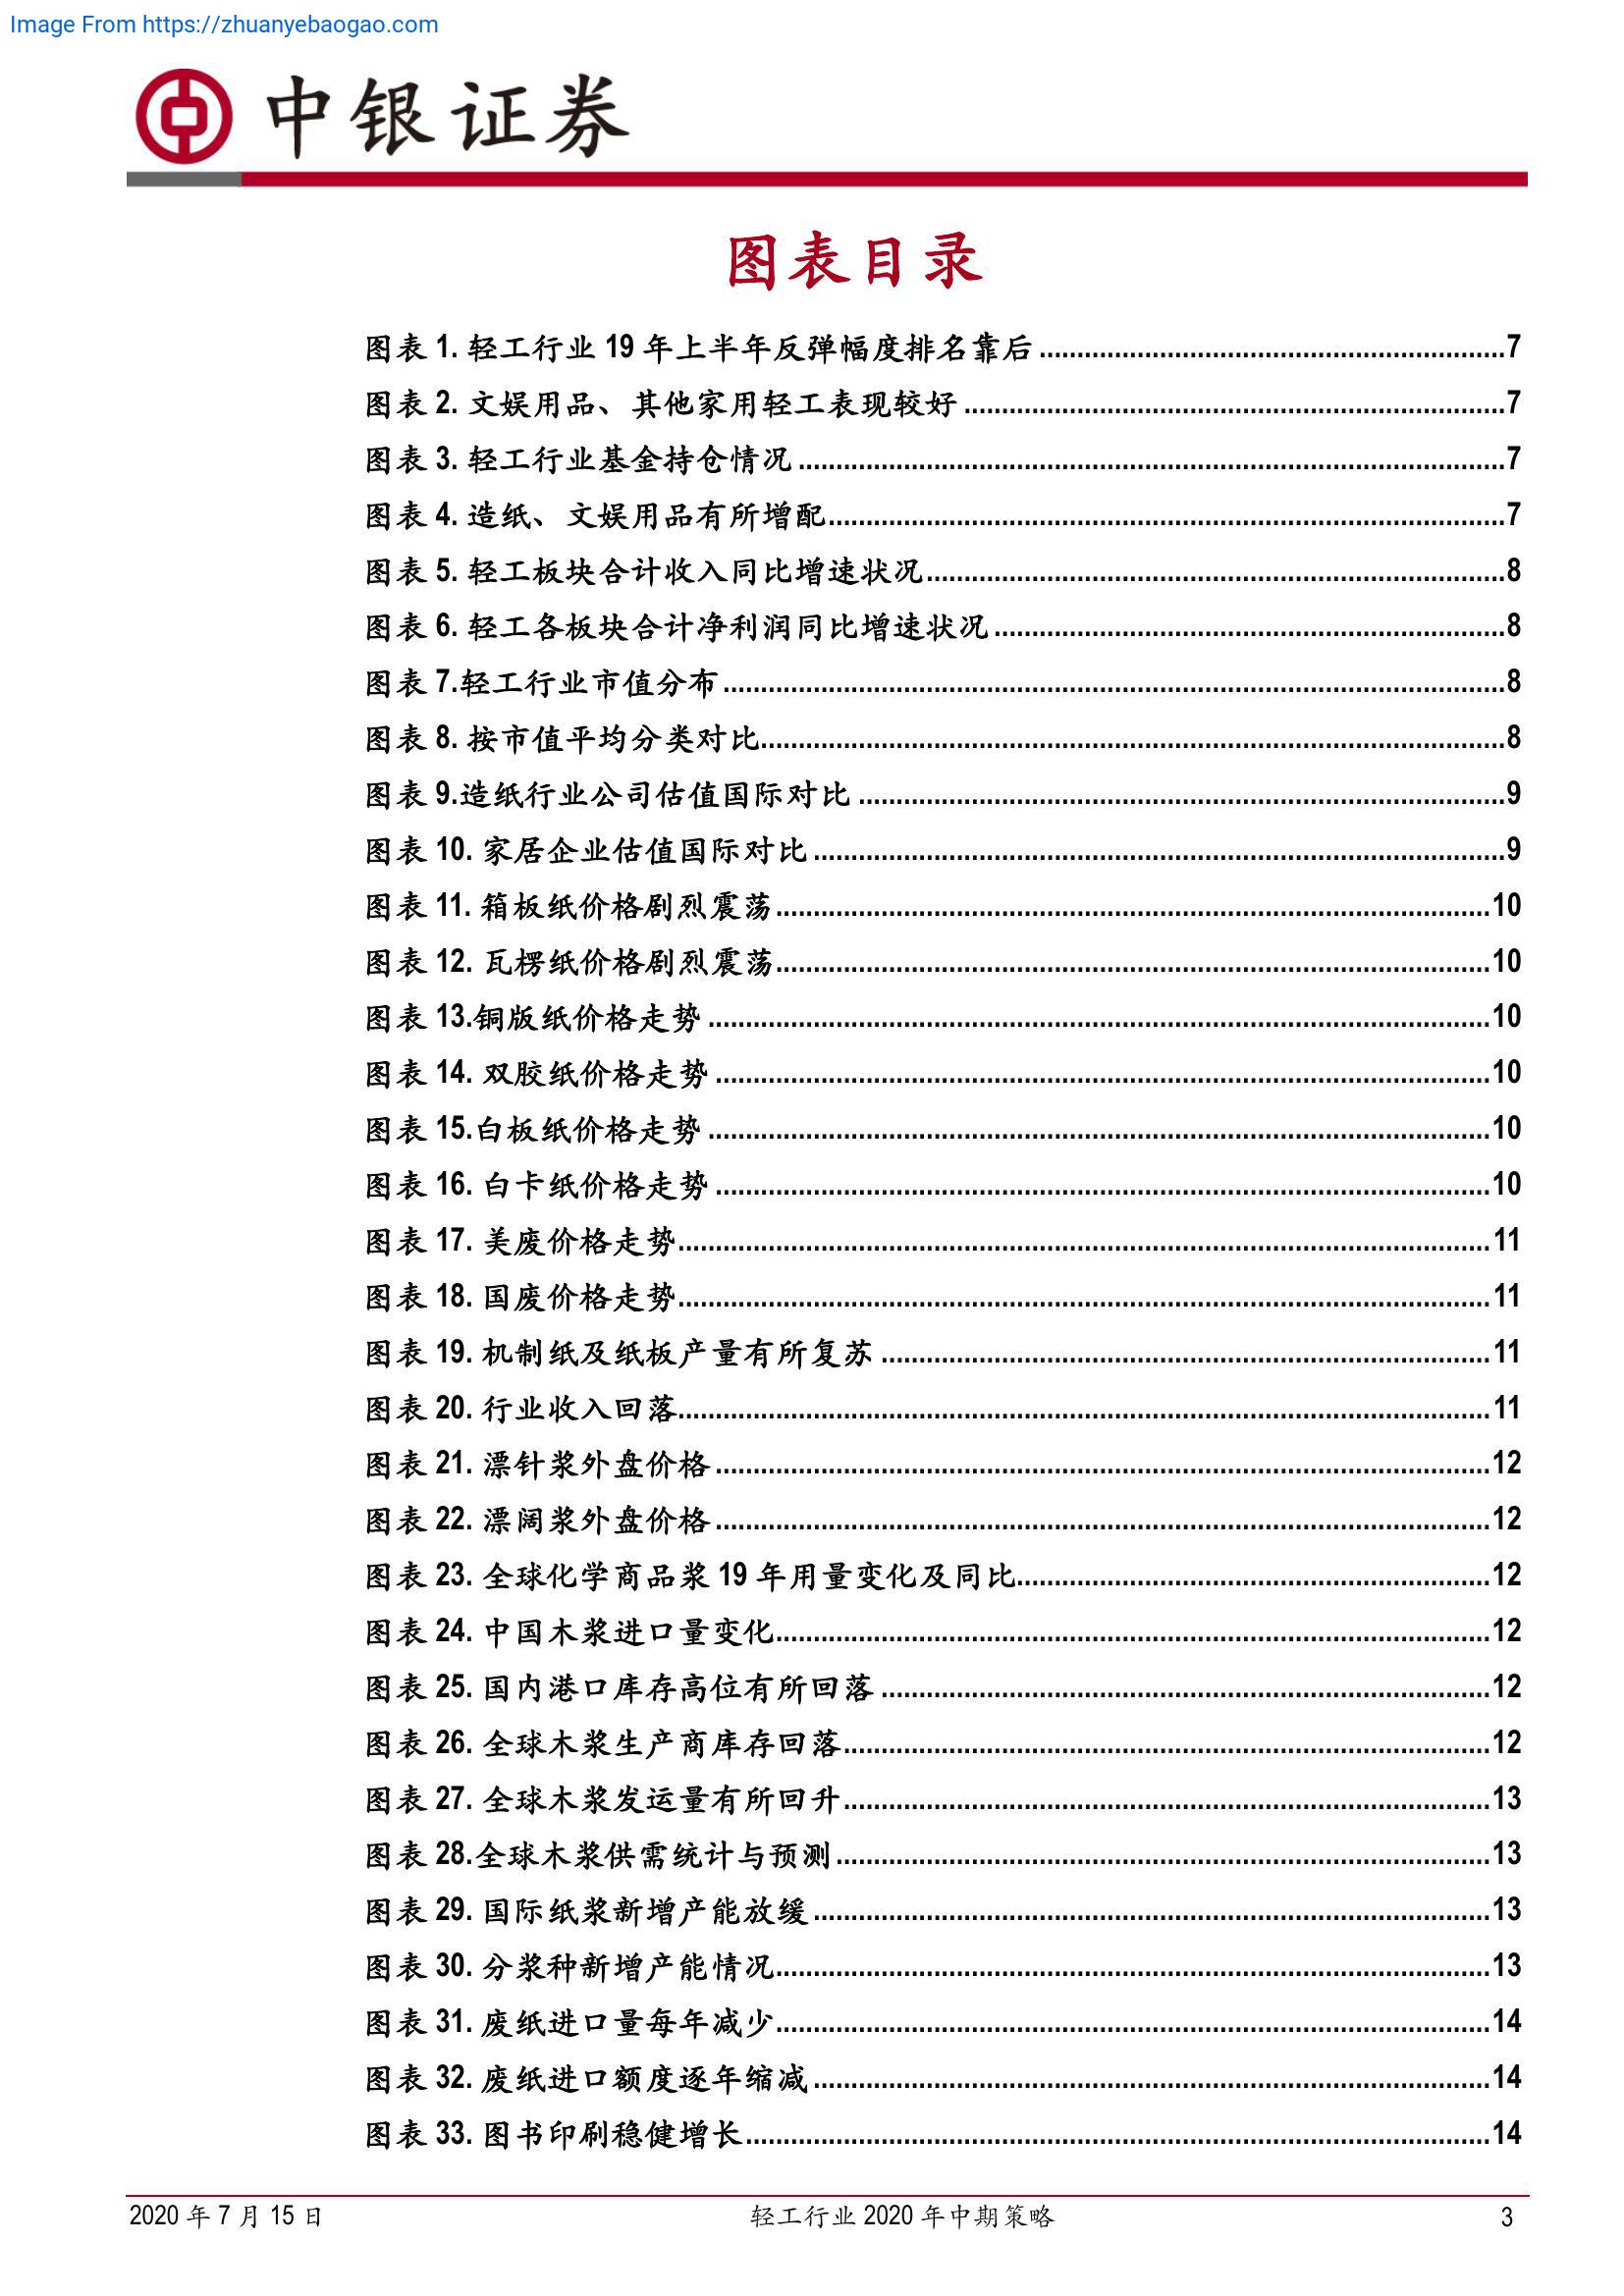 Image From https://zhuanyebaogao.com
中银证券
图表目录
图表 1. 轻工行业 19 年上半年反弹幅度排名靠后..............................................................7
图表 2. 文娱用品、其他家用轻工表现较好........................................................................7
图表 3. 轻工行业基金持仓情况..............................................................................................7
图表 4. 造纸、文娱用品有所增配..........................................................................................7
图表 5. 轻工板块合计收入同比增速状况.............................................................................8
图表 6. 轻工各板块合计净利润同比增速状况....................................................................8
图表 7.轻工行业市值分布........................................................................................................8
图表 8. 按市值平均分类对比...................................................................................................8
图表 9.造纸行业公司估值国际对比......................................................................................9
图表 10. 家居企业估值国际对比............................................................................................9
图表 11. 箱板纸价格剧烈震荡...............................................................................................10
图表 12. 瓦楞纸价格剧烈震荡...............................................................................................10
图表 13.铜版纸价格走势........................................................................................................10
图表 14. 双胶纸价格走势.......................................................................................................10
图表 15.白板纸价格走势........................................................................................................10
图表 16. 白卡纸价格走势.......................................................................................................10
图表 17. 美废价格走势............................................................................................................11
图表 18. 国废价格走势............................................................................................................11
图表 19. 机制纸及纸板产量有所复苏.................................................................................11
图表 20. 行业收入回落............................................................................................................11
图表 21. 漂针浆外盘价格.......................................................................................................12
图表 22. 漂阔浆外盘价格.......................................................................................................12
图表 23. 全球化学商品浆 19 年用量变化及同比...............................................................12
图表 24. 中国木浆进口量变化...............................................................................................12
图表 25. 国内港口库存高位有所回落.................................................................................12
图表 26. 全球木浆生产商库存回落......................................................................................12
图表 27. 全球木浆发运量有所回升......................................................................................13
图表 28.全球木浆供需统计与预测.......................................................................................13
图表 29. 国际纸浆新增产能放缓..........................................................................................13
图表 30. 分浆种新增产能情况...............................................................................................13
图表 31. 废纸进口量每年减少...............................................................................................14
图表 32. 废纸进口额度逐年缩减..........................................................................................14
图表 33. 图书印刷稳健增长...................................................................................................14
2020 年 7 月 15 日 轻工行业 2020 年中期策略 3